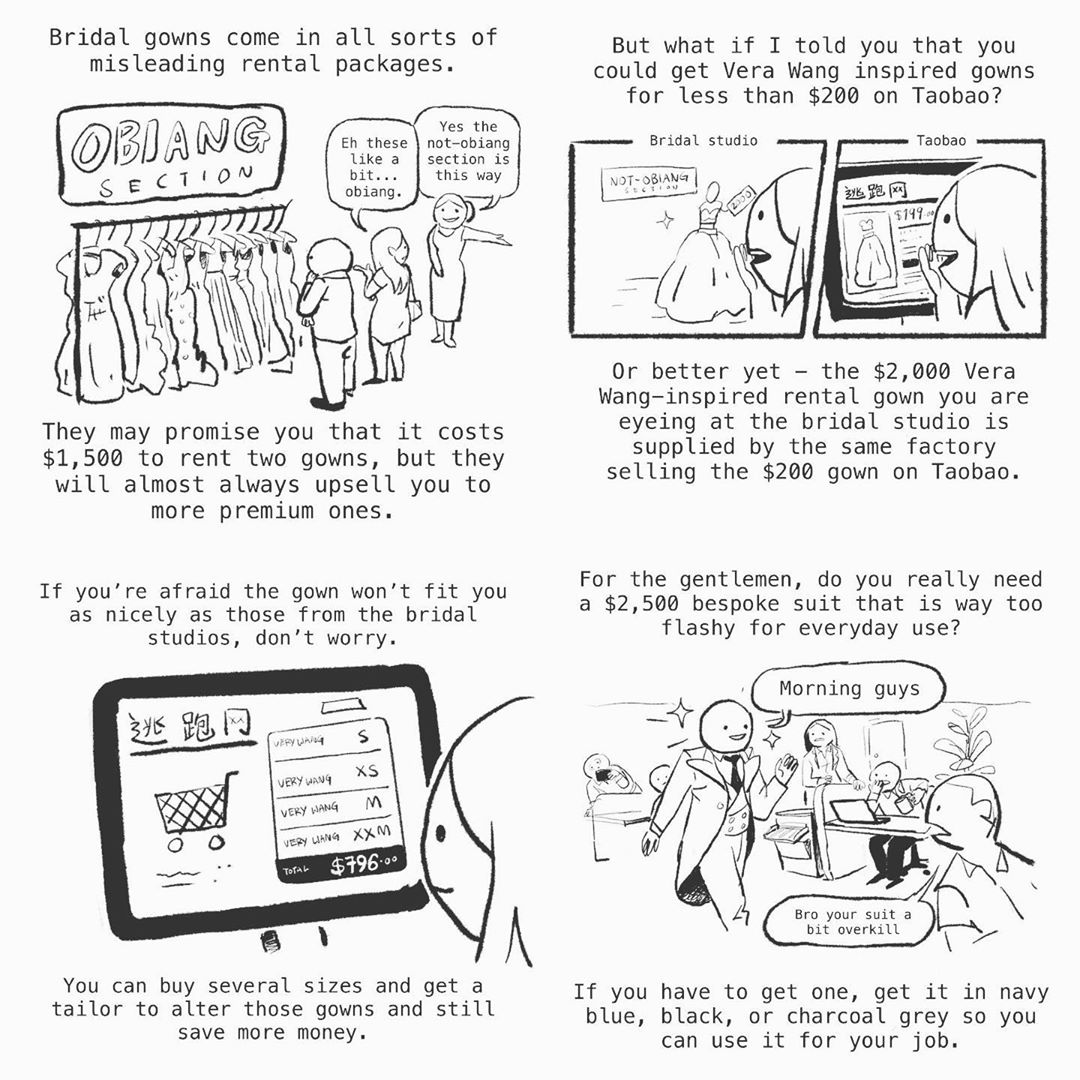 Bridal gowns come in all sorts of
misleading rental packages.
OBIANG
SECTION
Eh these
like a
bit...
obiang.
Yes the
not-obiang
section is
this way
They may promise you that it costs
$1,500 to rent two gowns, but they
will almost always upsell you to
more premium ones.
But what if I told you that you
could get Vera Wang inspired gowns
for less than $200 on Taobao?
Bridal studio
NOT-OBIANG
SECTION
2000
Taobao
逃跑网
$199.00
Or better yet – the $2,000 Vera
Wang-inspired rental gown you are
eyeing at the bridal studio is
supplied by the same factory
selling the $200 gown on Taobao.
If you're afraid the gown won't fit you
as nicely as those from the bridal
studios, don't worry.
逃跑网
VERY WANG S
VERY WANG XS
VERY WANG M
VERY WANG XXM
TOTAL $796.00
You can buy several sizes and get a
tailor to alter those gowns and still
save more money.
For the gentlemen, do you really need
a $2,500 bespoke suit that is way too
flashy for everyday use?
Morning guys
Bro your suit a
bit overkill
If you have to get one, get it in navy
blue, black, or charcoal grey so you
can use it for your job.